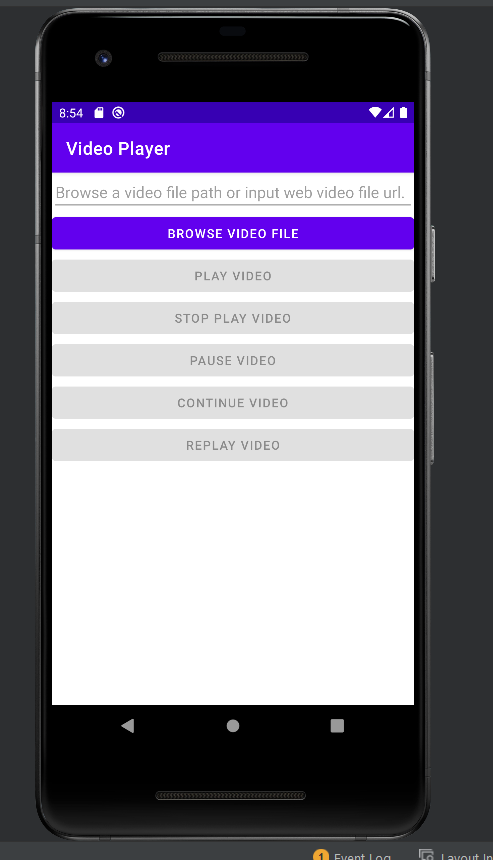 8:54
Video Player
Browse a video file path or input web video file url.
BROWSE VIDEO FILE
PLAY VIDEO
STOP PLAY VIDEO
PAUSE VIDEO
CONTINUE VIDEO
REPLAY VIDEO
1 Event Log Layout In